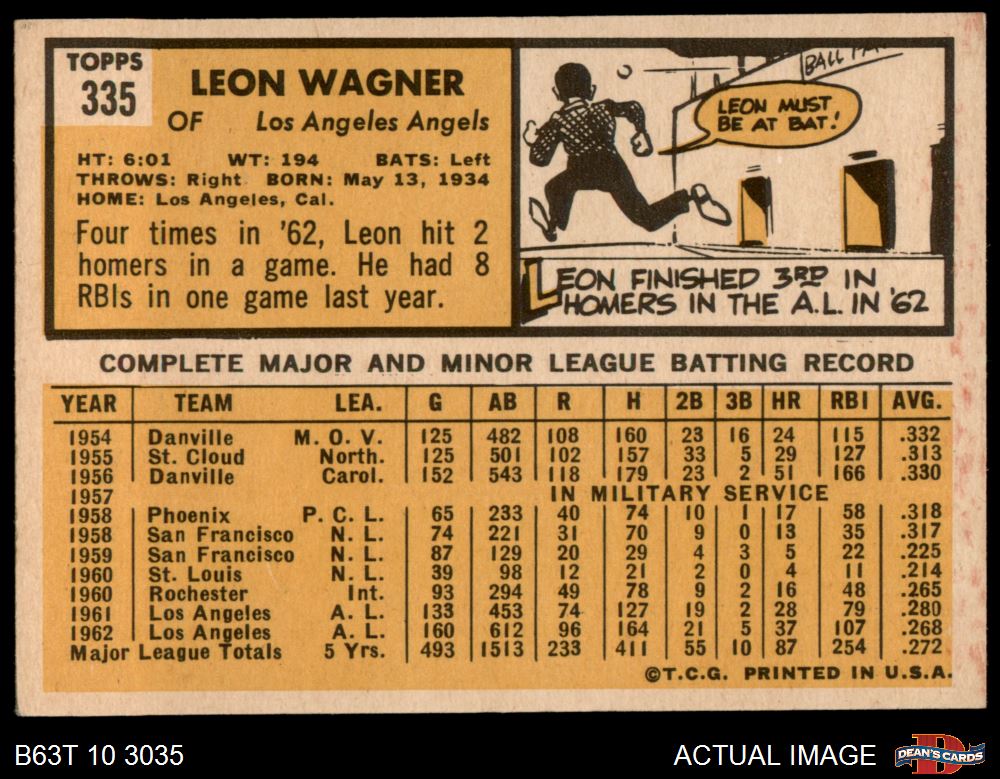 TOPPS
335
LEON WAGNER
OF Los Angeles Angels
HT: 6:01 WT: 194 BATS: Left
THROWS: Right BORN: May 13, 1934
HOME: Los Angeles, Cal.
Four times in '62, Leon hit 2
homers in a game. He had 8
RBIs in one game last year.
BALL PA
LEON MUST
BE AT BAT!
LEON FINISHED 3RD IN
HOMERS IN THE A.L. IN '62
COMPLETE MAJOR AND MINOR LEAGUE BATTING RECORD
YEAR TEAM LEA. G AB R H 2B 3B HR RBI AVG.
1954 Danville M. O. V. 125 482 108 160 23 16 24 115 .332
1955 St. Cloud North. 125 501 102 157 33 5 29 127 .313
1956 Danville Carol. 152 543 118 179 23 2 51 166 .330
1957 IN MILITARY SERVICE
1958 Phoenix P. C. L. 65 233 40 74 10 1 17 58 .318
1958 San Francisco N. L. 74 221 31 70 9 0 13 35 .317
1959 San Francisco N. L. 87 129 20 29 4 3 5 22 .225
1960 St. Louis N. L. 39 98 12 21 2 0 4 11 .214
1960 Rochester Int. 93 294 49 78 9 2 16 48 .265
1961 Los Angeles A. L. 133 453 74 127 19 2 28 79 .280
1962 Los Angeles A. L. 160 612 96 164 21 5 37 107 .268
Major League Totals 5 Yrs. 493 1513 233 411 55 10 87 254 .272
©T.C.G. PRINTED IN U.S.A.
B63T 10 3035
ACTUAL IMAGE
DEAN'S CARDS